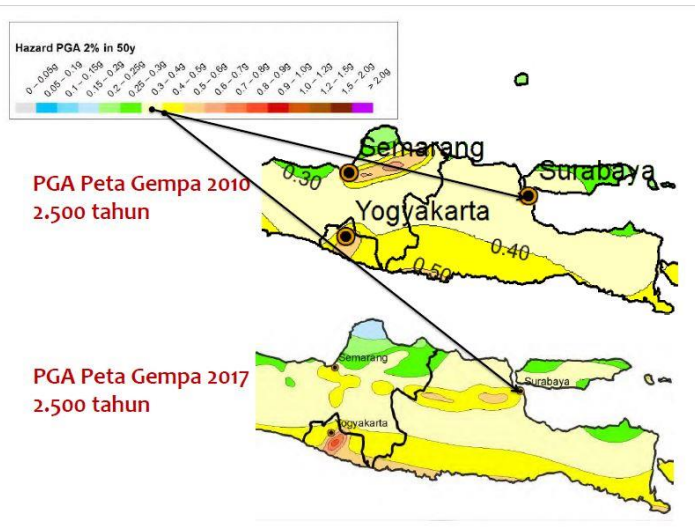 Hazard PGA 2% in 50y
0 – 0.05g
0.05 – 0.1g
0.1 – 0.15g
0.15 – 0.2g
0.2 – 0.25g
0.25 – 0.3g
0.3 – 0.4g
0.4 – 0.5g
0.5 – 0.6g
0.6 – 0.7g
0.7 – 0.8g
0.8 – 0.9g
0.9 – 1.0g
1.0 – 1.2g
1.2 – 1.5g
1.5 – 2.0g
> 2.0g
PGA Peta Gempa 2010
2.500 tahun
Semarang
Surabaya
0.30
Yogyakarta
0.40
0.50
PGA Peta Gempa 2017
2.500 tahun
Semarang
Surabaya
Yogyakarta